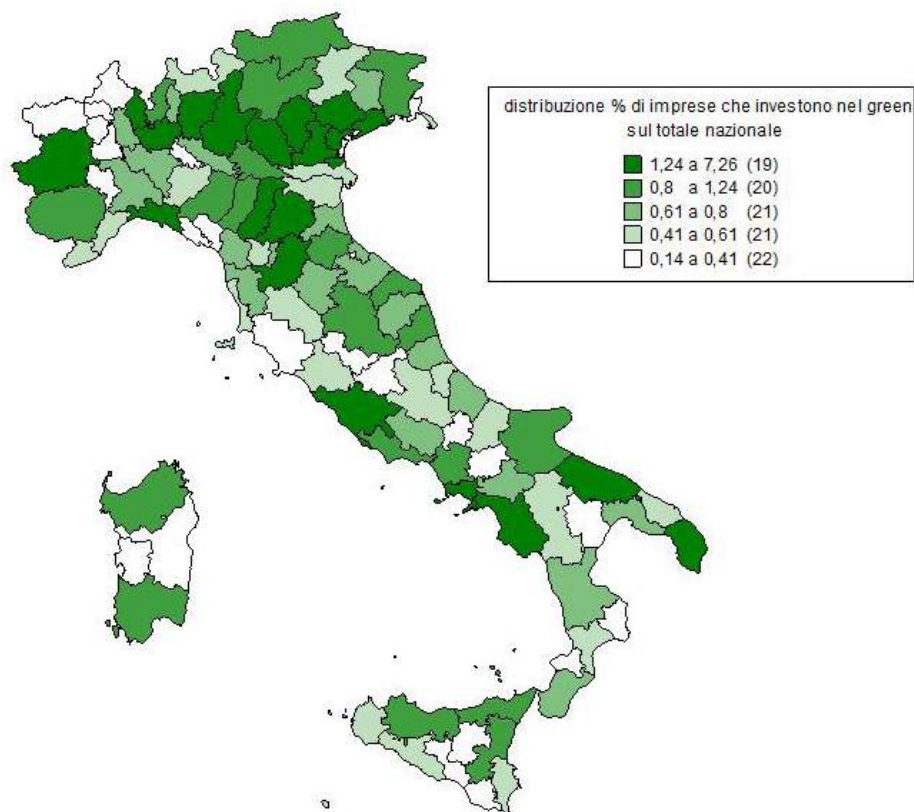 distribuzione % di imprese che investono nel green
sul totale nazionale
1,24 a 7,26 (19)
0,8 a 1,24 (20)
0,61 a 0,8 (21)
0,41 a 0,61 (21)
0,14 a 0,41 (22)